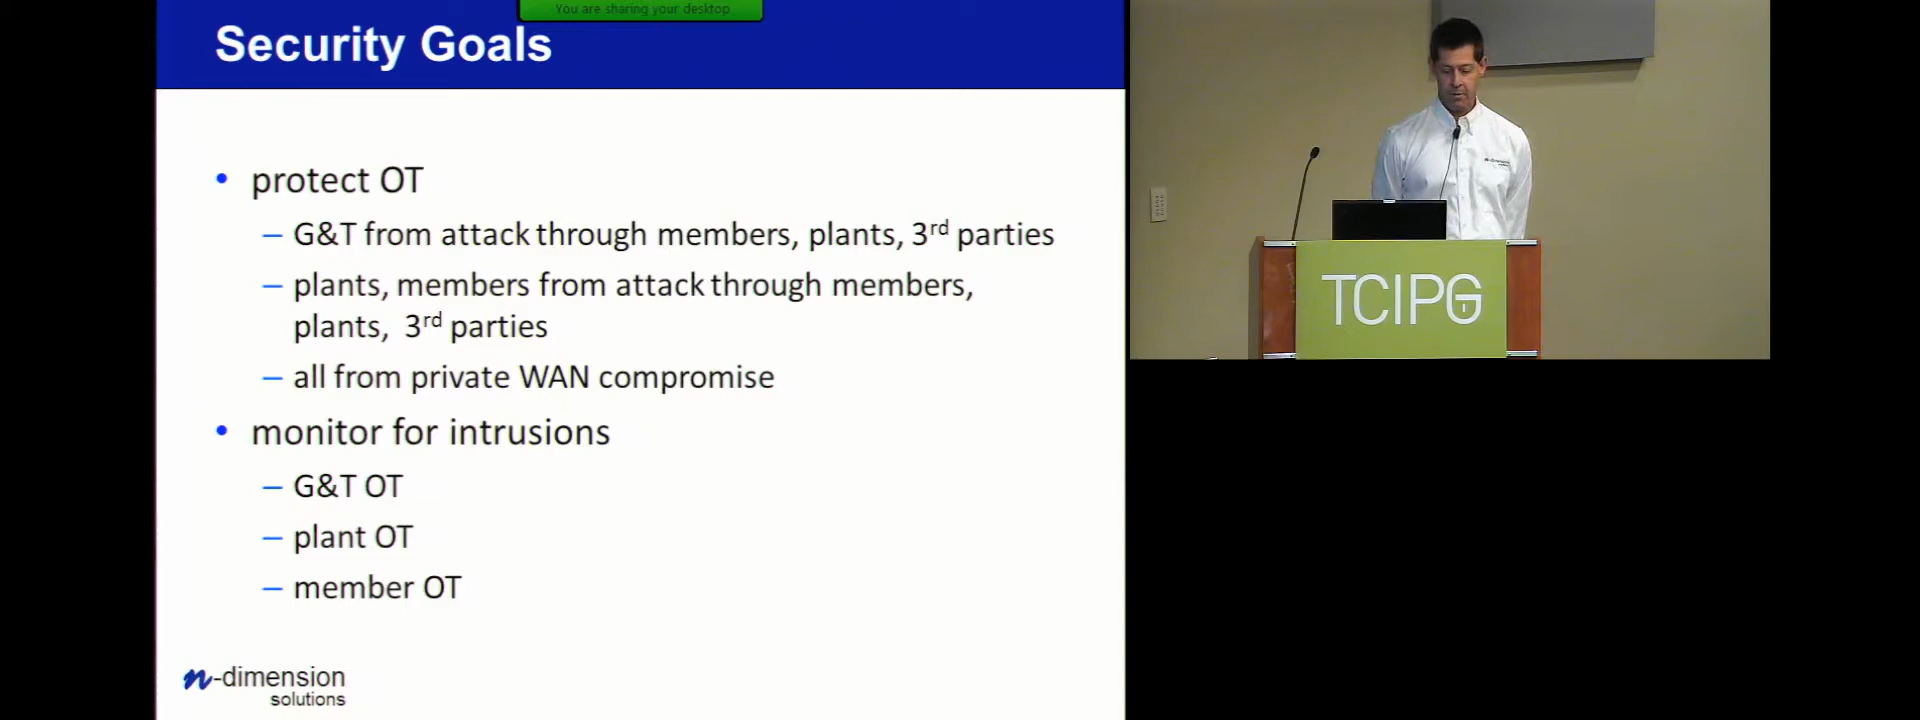 You are sharing your desktop
Security Goals
• protect OT
– G&T from attack through members, plants, 3rd parties
– plants, members from attack through members,
plants, 3rd parties
– all from private WAN compromise
• monitor for intrusions
– G&T OT
– plant OT
– member OT
n-dimension
solutions
TCIPG